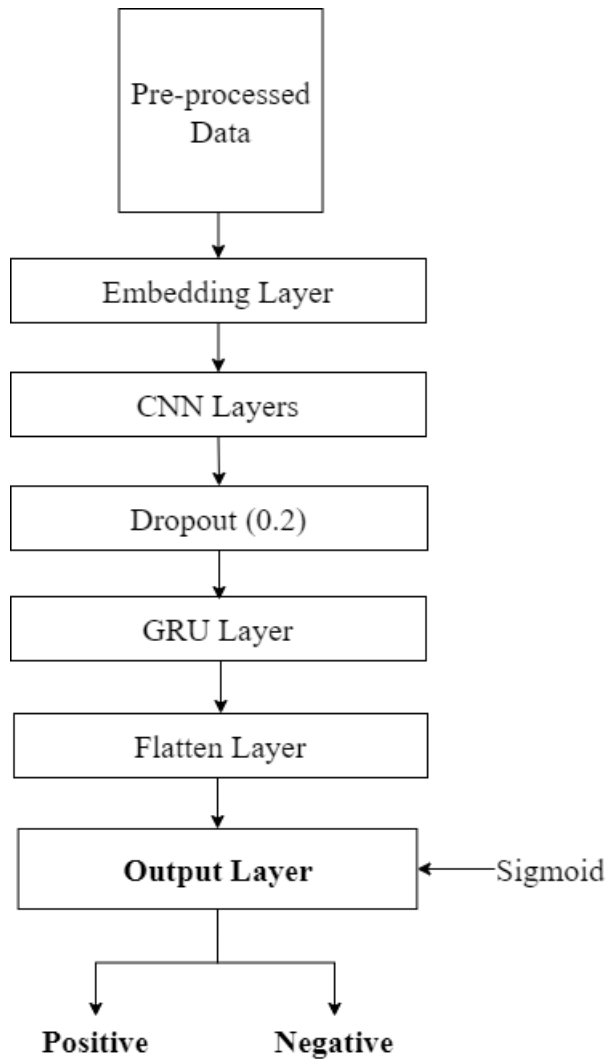 Pre-processed
Data
Embedding Layer
CNN Layers
Dropout (0.2)
GRU Layer
Flatten Layer
Output Layer
Sigmoid
Positive
Negative